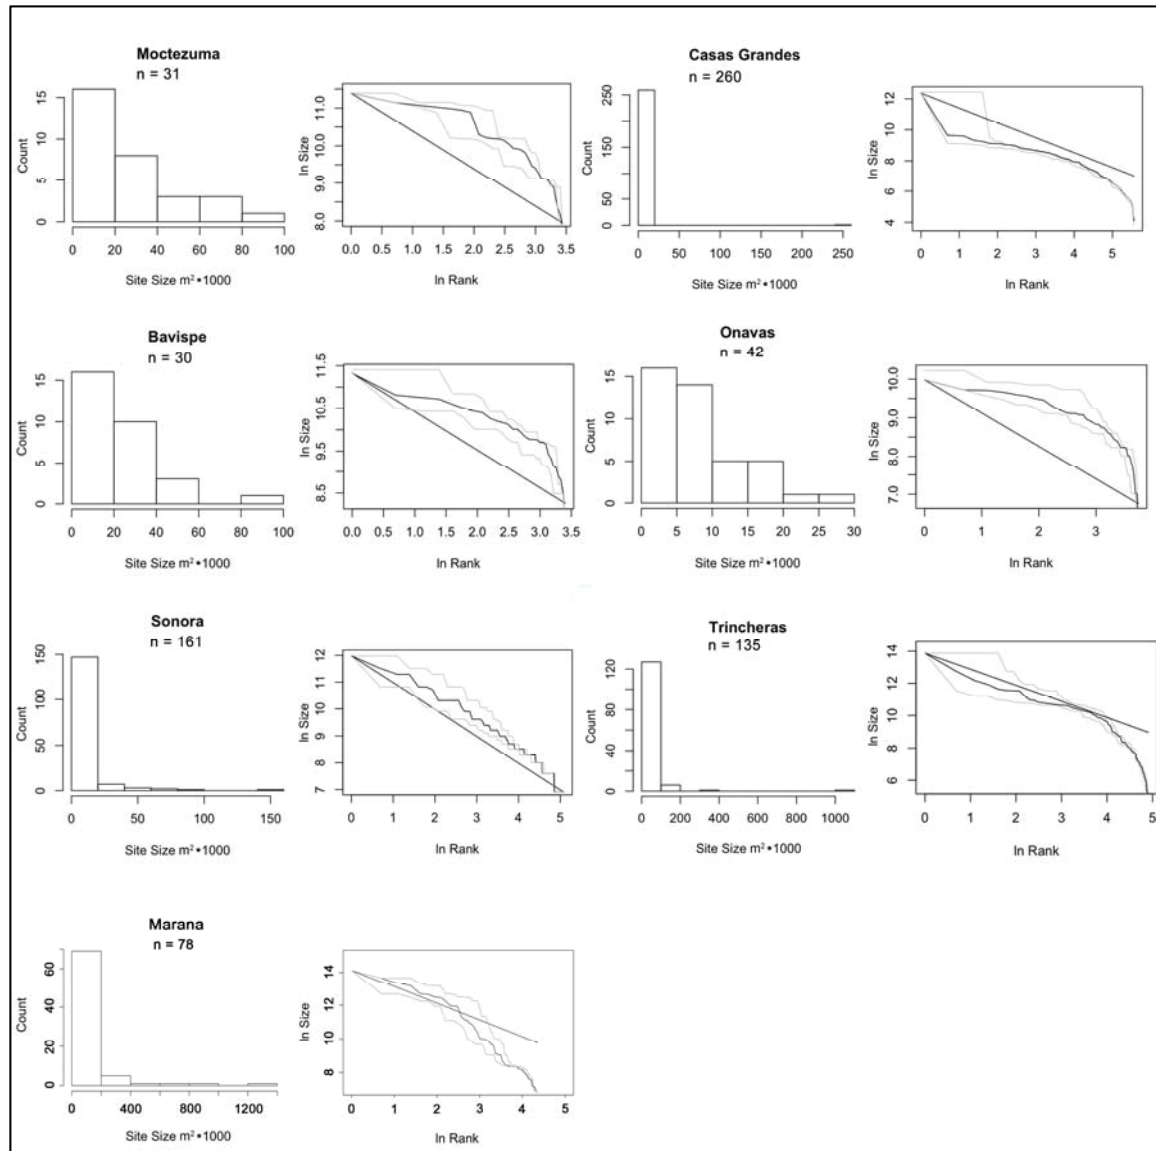 Moctezuma
n = 31
Count
0 5 10 15
0 20 40 60 80 100
Site Size m²•1000
ln Size
8.0 9.0 10.0 11.0
0.0 0.5 1.0 1.5 2.0 2.5 3.0 3.5
ln Rank
Casas Grandes
n = 260
Count
0 50 150 250
0 50 100 150 200 250
Site Size m²•1000
ln Size
4 6 8 10 12
0 1 2 3 4 5
ln Rank
Bavispe
n = 30
Count
0 5 10 15
0 20 40 60 80 100
Site Size m²•1000
ln Size
8.5 9.5 10.5 11.5
0.0 0.5 1.0 1.5 2.0 2.5 3.0 3.5
ln Rank
Onavas
n = 42
Count
0 5 10 15
0 5 10 15 20 25 30
Site Size m²•1000
ln Size
7.0 8.0 9.0 10.0
0 1 2 3
ln Rank
Sonora
n = 161
Count
0 50 100 150
0 50 100 150
Site Size m²•1000
ln Size
7 8 9 10 11 12
0 1 2 3 4 5
ln Rank
Trincheras
n = 135
Count
0 20 60 120
0 200 400 600 800 1000
Site Size m²•1000
ln Size
6 8 10 12 14
0 1 2 3 4 5
ln Rank
Marana
n = 78
Count
0 20 40 60
0 400 800 1200
Site Size m²•1000
ln Size
8 10 12 14
0 1 2 3 4 5
ln Rank